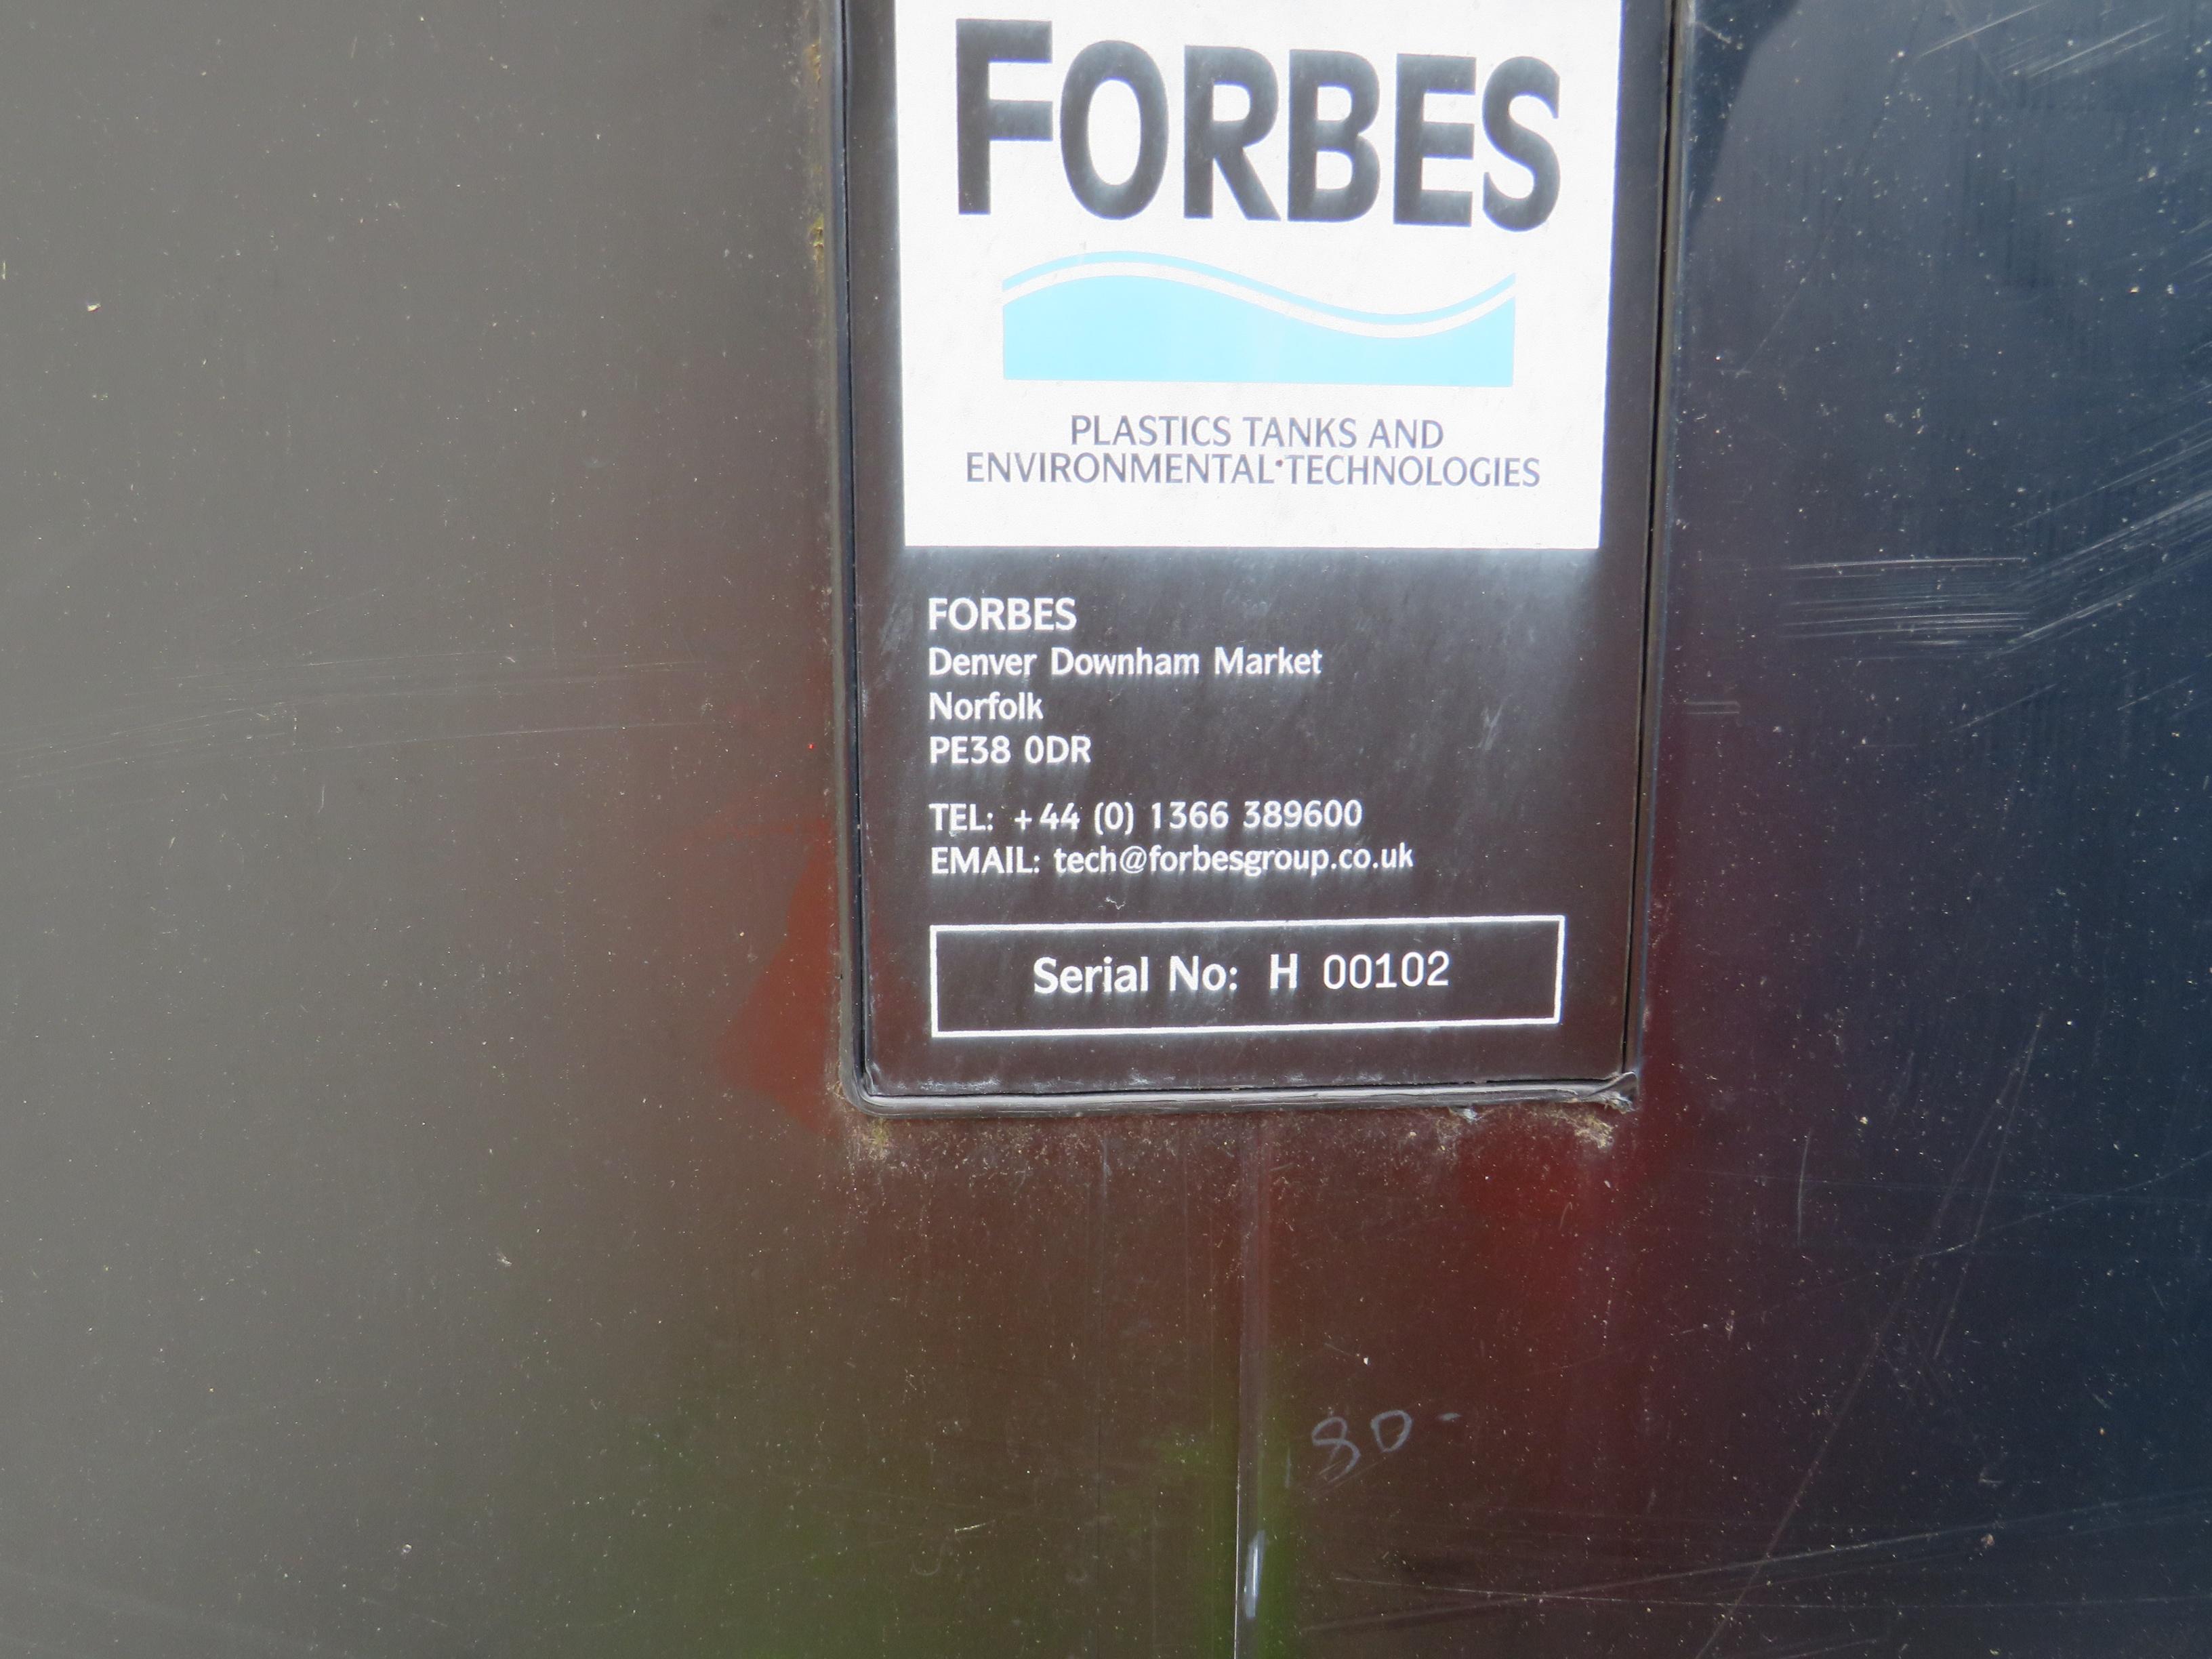 FORBES
PLASTICS TANKS AND
ENVIRONMENTAL TECHNOLOGIES
FORBES
Denver Downham Market
Norfolk
PE38 0DR
TEL: +44 (0) 1366 389600
EMAIL: tech@forbesgroup.co.uk
Serial No: H 00102
80-